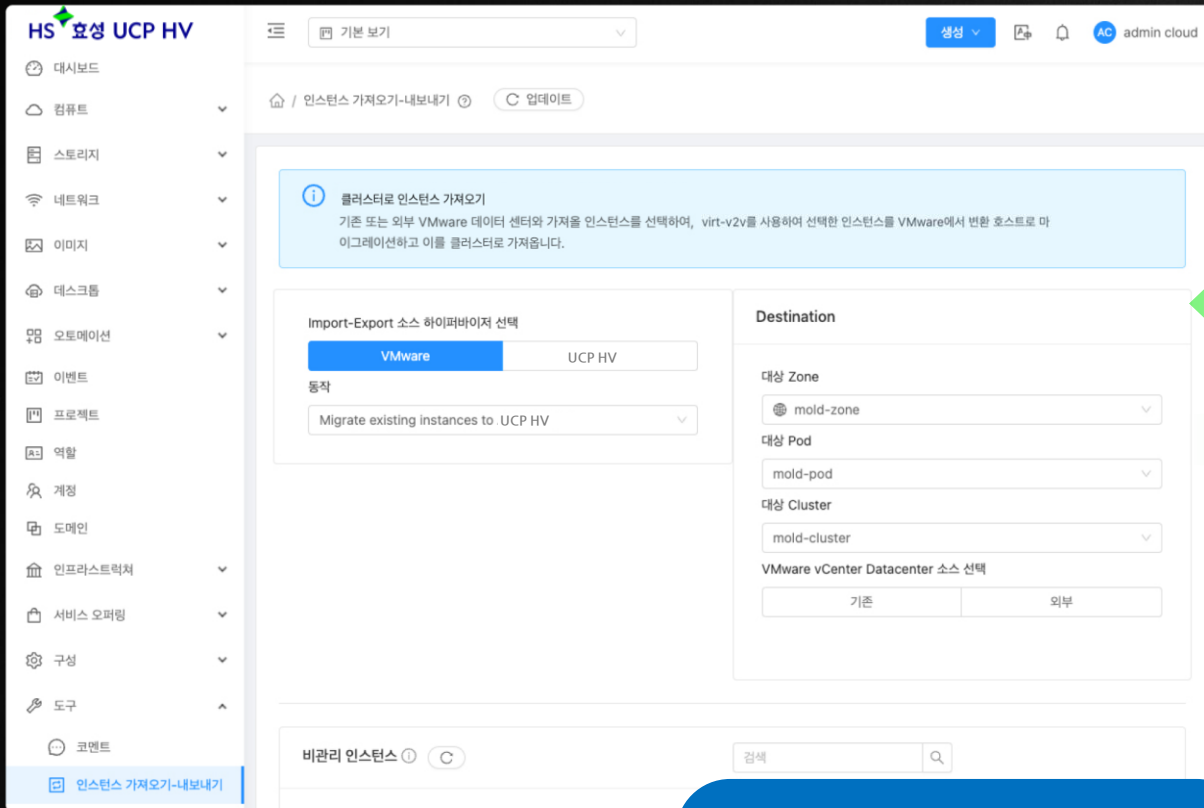 HS 효성 UCP HV
대시보드
컴퓨트
스토리지
네트워크
이미지
데스크톱
오토메이션
이벤트
프로젝트
역할
계정
도메인
인프라스트럭쳐
서비스 오퍼링
구성
도구
코멘트
인스턴스 가져오기-내보내기
기본 보기
생성
AC admin cloud
/ 인스턴스 가져오기-내보내기
업데이트
클러스터로 인스턴스 가져오기
기존 또는 외부 VMware 데이터 센터와 가져올 인스턴스를 선택하여, virt-v2v를 사용하여 선택한 인스턴스를 VMware에서 변환 호스트로 마
이그레이션하고 이를 클러스터로 가져옵니다.
Import-Export 소스 하이퍼바이저 선택
VMware
UCP HV
동작
Migrate existing instances to UCP HV
Destination
대상 Zone
mold-zone
대상 Pod
mold-pod
대상 Cluster
mold-cluster
VMware vCenter Datacenter 소스 선택
기존
외부
비관리 인스턴스
검색